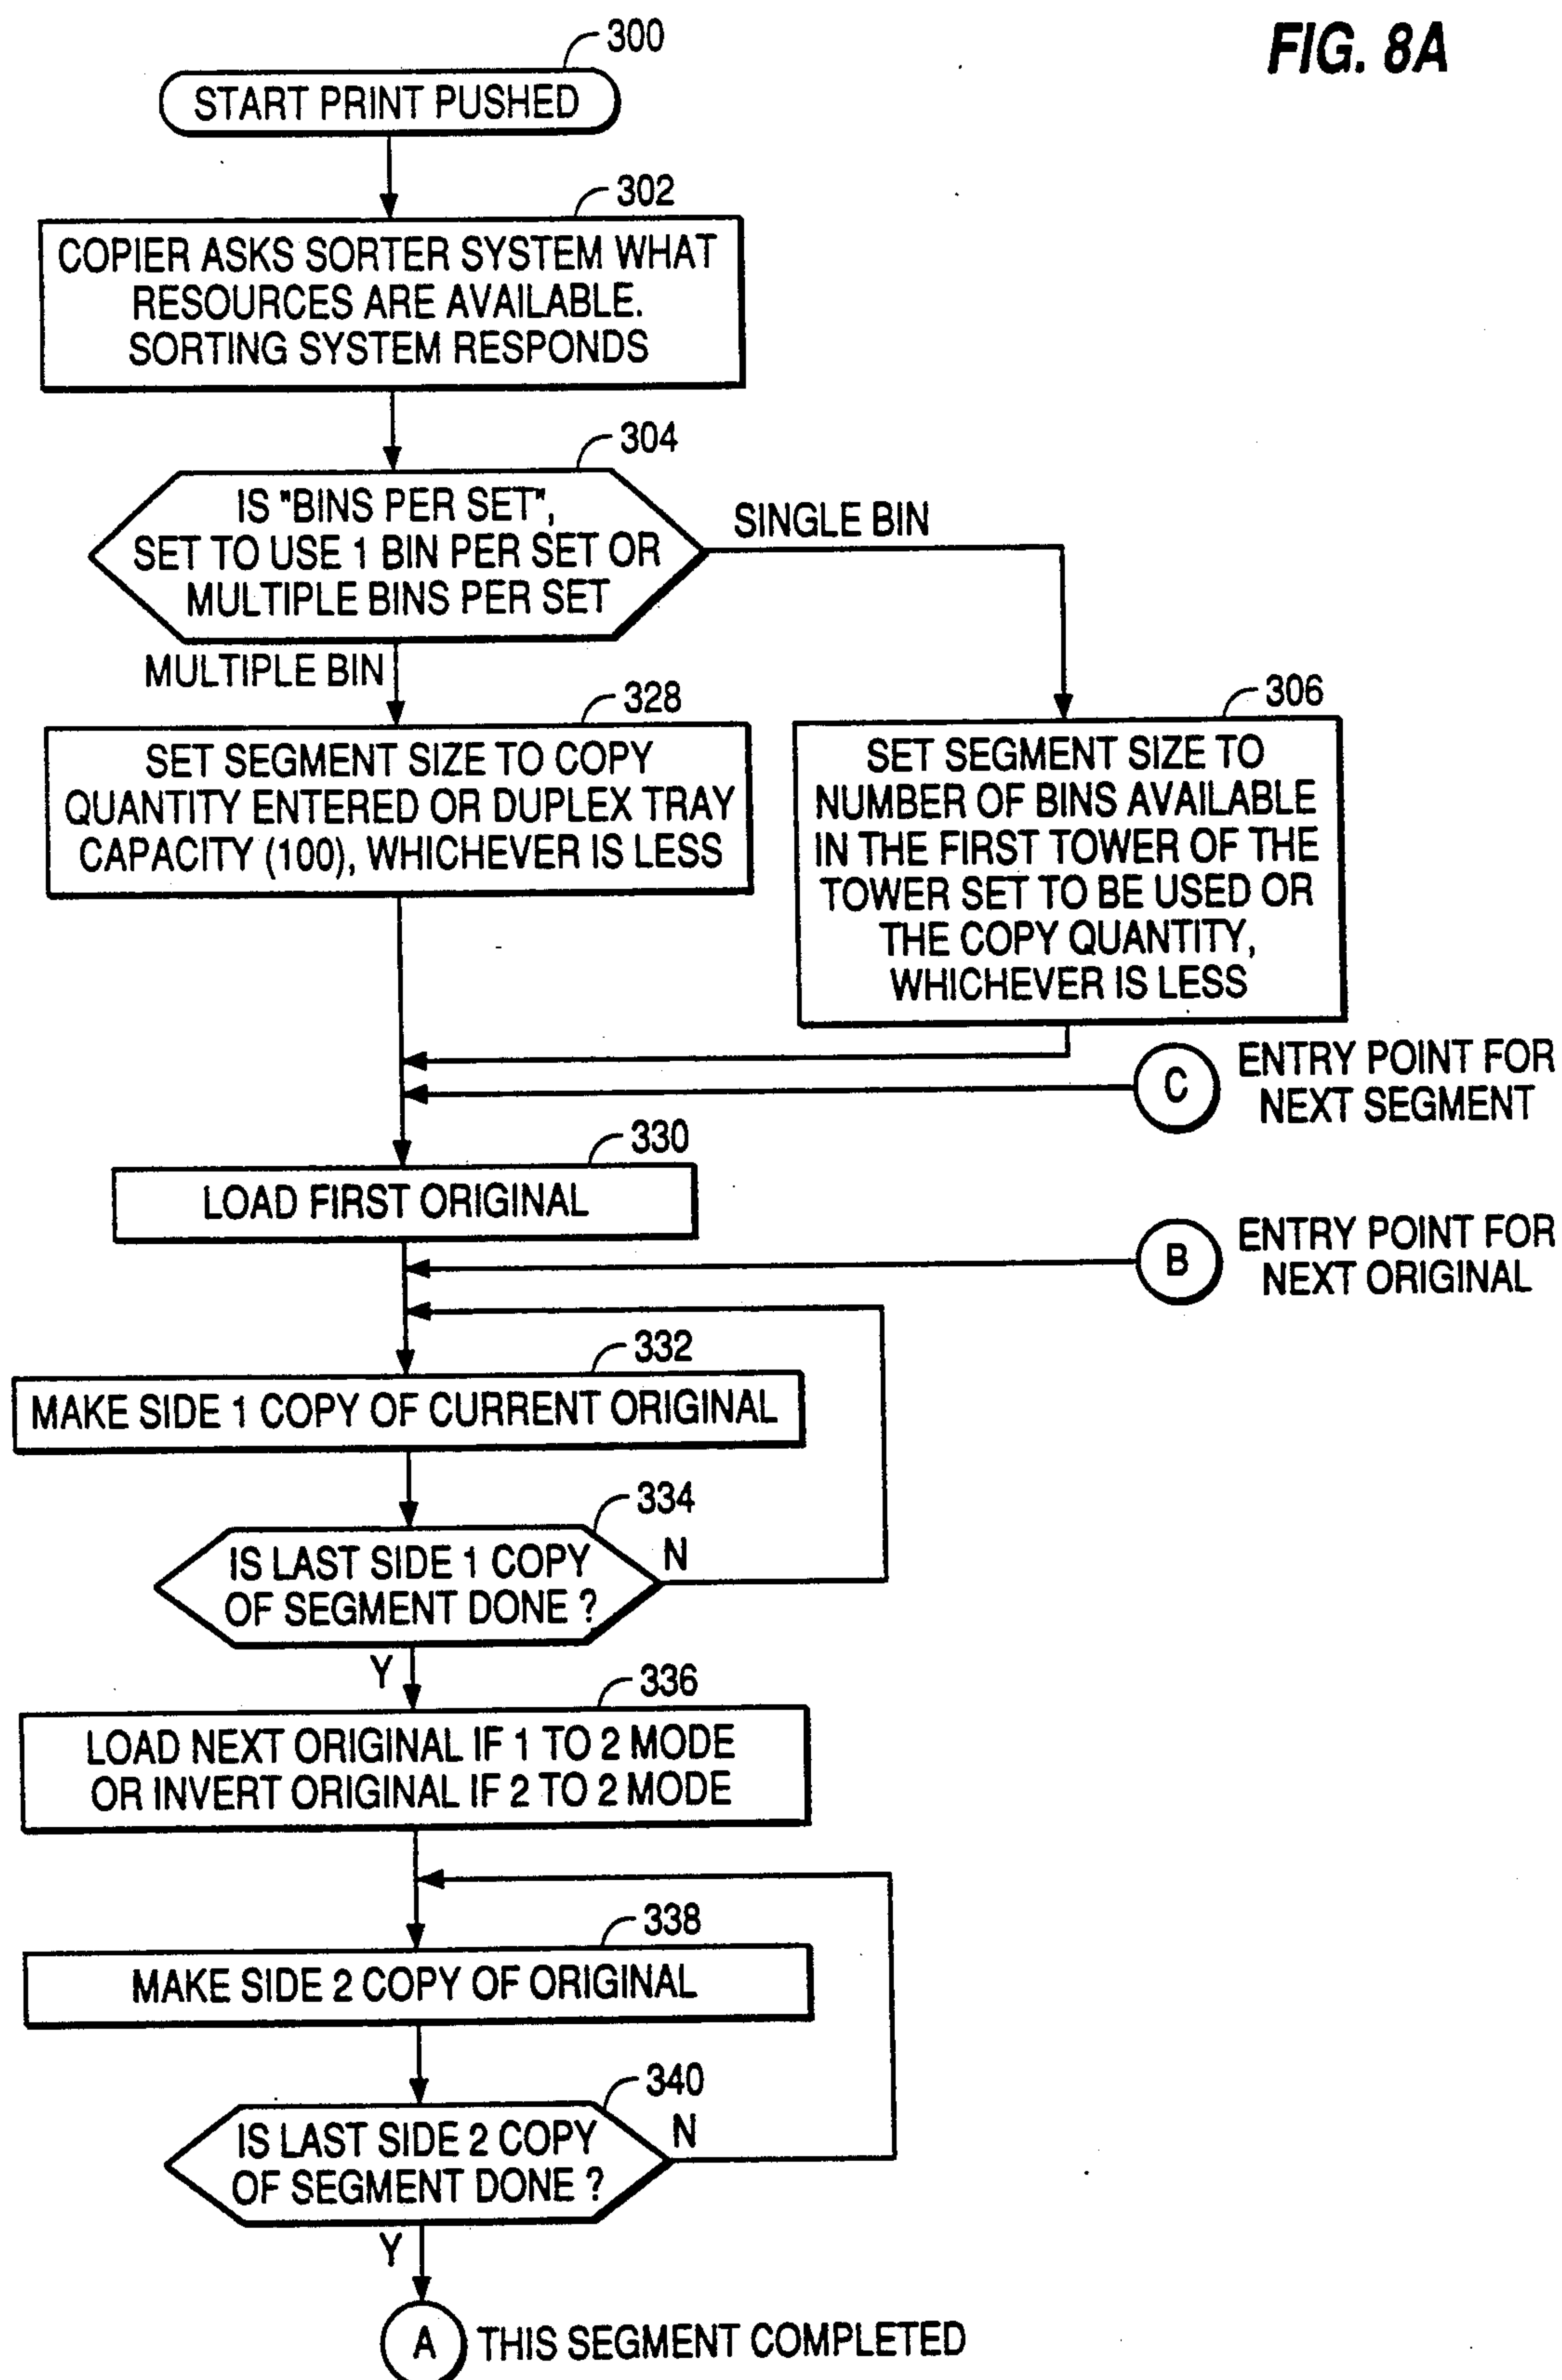 FIG. 8A
300
START PRINT PUSHED
302
COPIER ASKS SORTER SYSTEM WHAT
RESOURCES ARE AVAILABLE.
SORTING SYSTEM RESPONDS
304
IS "BINS PER SET",
SET TO USE 1 BIN PER SET OR
MULTIPLE BINS PER SET
SINGLE BIN
MULTIPLE BIN
328
SET SEGMENT SIZE TO COPY
QUANTITY ENTERED OR DUPLEX TRAY
CAPACITY (100), WHICHEVER IS LESS
306
SET SEGMENT SIZE TO
NUMBER OF BINS AVAILABLE
IN THE FIRST TOWER OF THE
TOWER SET TO BE USED OR
THE COPY QUANTITY,
WHICHEVER IS LESS
C
ENTRY POINT FOR
NEXT SEGMENT
330
LOAD FIRST ORIGINAL
B
ENTRY POINT FOR
NEXT ORIGINAL
332
MAKE SIDE 1 COPY OF CURRENT ORIGINAL
334
IS LAST SIDE 1 COPY
OF SEGMENT DONE ?
N
Y
336
LOAD NEXT ORIGINAL IF 1 TO 2 MODE
OR INVERT ORIGINAL IF 2 TO 2 MODE
338
MAKE SIDE 2 COPY OF ORIGINAL
340
IS LAST SIDE 2 COPY
OF SEGMENT DONE ?
N
Y
A
THIS SEGMENT COMPLETED